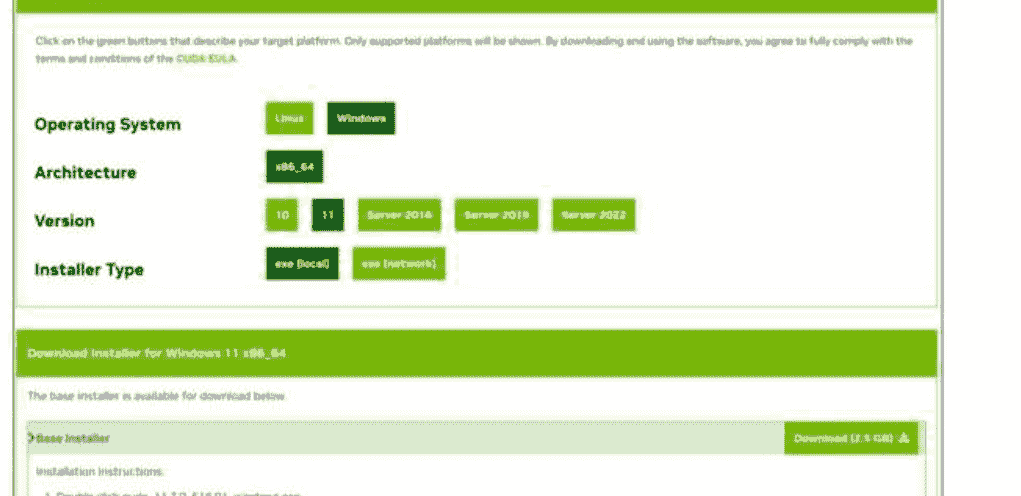 Click on the green buttons that describe your target platform. Only supported platforms will be shown. By downloading and using the software, you agree to fully comply with the
terms and conditions of the CUDA EULA.
Operating System Linux Windows
Architecture x86_64
Version 10 11 Server 2016 Server 2019 Server 2022
Installer Type exe [local] exe [network]
Download Installer for Windows 11 x86_64
The base installer is available for download below.
Base Installer Download
Installation Instructions:
1. Double click